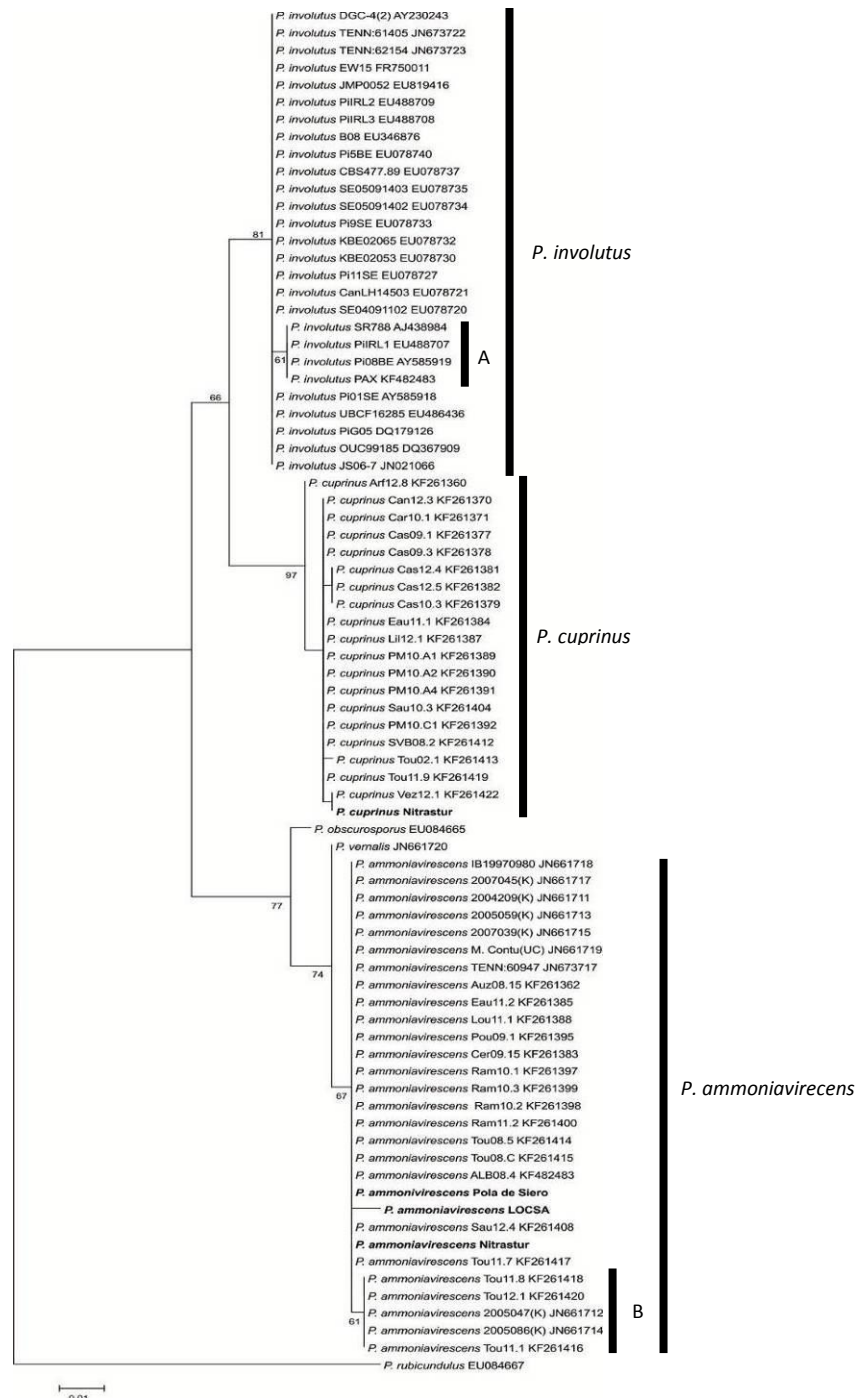 P. involutus DGC-4(2) AY230243
P. involutus TENN:61405 JN673722
P. involutus TENN:62154 JN673723
P. involutus EW15 FR750011
P. involutus JMP0052 EU819416
P. involutus PiIRL2 EU488709
P. involutus PiIRL3 EU488708
P. involutus B08 EU346876
P. involutus Pi5BE EU078740
P. involutus CBS477.89 EU078737
P. involutus SE05091403 EU078735
P. involutus SE05091402 EU078734
P. involutus Pi9SE EU078733
81
P. involutus KBE02065 EU078732
P. involutus
P. involutus KBE02053 EU078730
P. involutus Pi11SE EU078727
P. involutus CanLH14503 EU078721
P. involutus SE04091102 EU078720
P. involutus SR788 AJ438984
P. involutus PiIRL1 EU488707
61
P. involutus Pi08BE AY585919
A
P. involutus PAX KF482483
P. involutus Pi01SE AY585918
66
P. involutus UBCF16285 EU486436
P. involutus PiG05 DQ179126
P. involutus OUC99185 DQ367909
P. involutus JS06-7 JN021066
P. cuprinus Arf12.8 KF261360
P. cuprinus Can12.3 KF261370
P. cuprinus Car10.1 KF261371
P. cuprinus Cas09.1 KF261377
P. cuprinus Cas09.3 KF261378
97
P. cuprinus Cas12.4 KF261381
P. cuprinus Cas12.5 KF261382
P. cuprinus Cas10.3 KF261379
P. cuprinus Eau11.1 KF261384
P. cuprinus Lil12.1 KF261387
P. cuprinus
P. cuprinus PM10.A1 KF261389
P. cuprinus PM10.A2 KF261390
P. cuprinus PM10.A4 KF261391
P. cuprinus Sau10.3 KF261404
P. cuprinus PM10.C1 KF261392
P. cuprinus SVB08.2 KF261412
P. cuprinus Tou02.1 KF261413
P. cuprinus Tou11.9 KF261419
P. cuprinus Vez12.1 KF261422
P. cuprinus Nitrastur
P. obscurosporus EU084665
P. vernalis JN661720
P. ammoniavirescens IB19970980 JN661718
P. ammoniavirescens 2007045(K) JN661717
P. ammoniavirescens 2004209(K) JN661711
77
P. ammoniavirescens 2005059(K) JN661713
P. ammoniavirescens 2007039(K) JN661715
P. ammoniavirescens M. Contu(UC) JN661719
P. ammoniavirescens TENN:60947 JN673717
74
P. ammoniavirescens Auz08.15 KF261362
P. ammoniavirescens Eau11.2 KF261385
P. ammoniavirescens Lou11.1 KF261388
P. ammoniavirescens Pou09.1 KF261395
P. ammoniavirescens Cer09.15 KF261383
P. ammoniavirescens Ram10.1 KF261397
P. ammoniavirescens Ram10.3 KF261399
P. ammoniavirecens
67
P. ammoniavirescens Ram10.2 KF261398
P. ammoniavirescens Ram11.2 KF261400
P. ammoniavirescens Tou08.5 KF261414
P. ammoniavirescens Tou08.C KF261415
P. ammoniavirescens ALB08.4 KF482483
P. ammonivirescens Pola de Siero
P. ammoniavirescens LOCSA
P. ammoniavirescens Sau12.4 KF261408
P. ammoniavirescens Nitrastur
P. ammoniavirescens Tou11.7 KF261417
P. ammoniavirescens Tou11.8 KF261418
P. ammoniavirescens Tou12.1 KF261420
P. ammoniavirescens 2005047(K) JN661712
B
61
P. ammoniavirescens 2005086(K) JN661714
P. ammoniavirescens Tou11.1 KF261416
P. rubicundulus EU084667